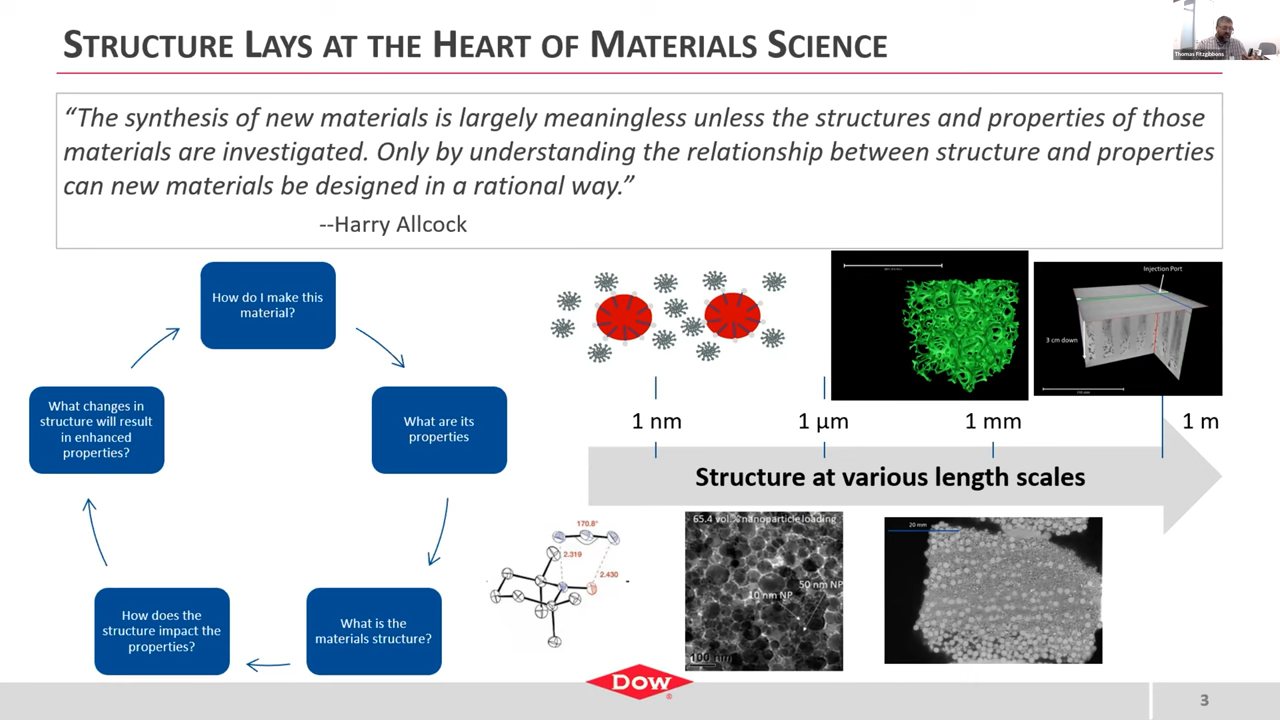 STRUCTURE LAYS AT THE HEART OF MATERIALS SCIENCE
Thomas Fitzgibbons
“The synthesis of new materials is largely meaningless unless the structures and properties of those
materials are investigated. Only by understanding the relationship between structure and properties
can new materials be designed in a rational way.”
--Harry Allcock
How do I make this
material?
What are its
properties
What is the
materials structure?
How does the
structure impact the
properties?
What changes in
structure will result
in enhanced
properties?
Injection Port
3 cm down
1 nm
1 µm
1 mm
1 m
Structure at various length scales
170.8°
2.319
2.430
65.4 vol.% nanoparticle loading
50 nm NP
10 nm NP
100 nm
20 mm
DOW
®
3